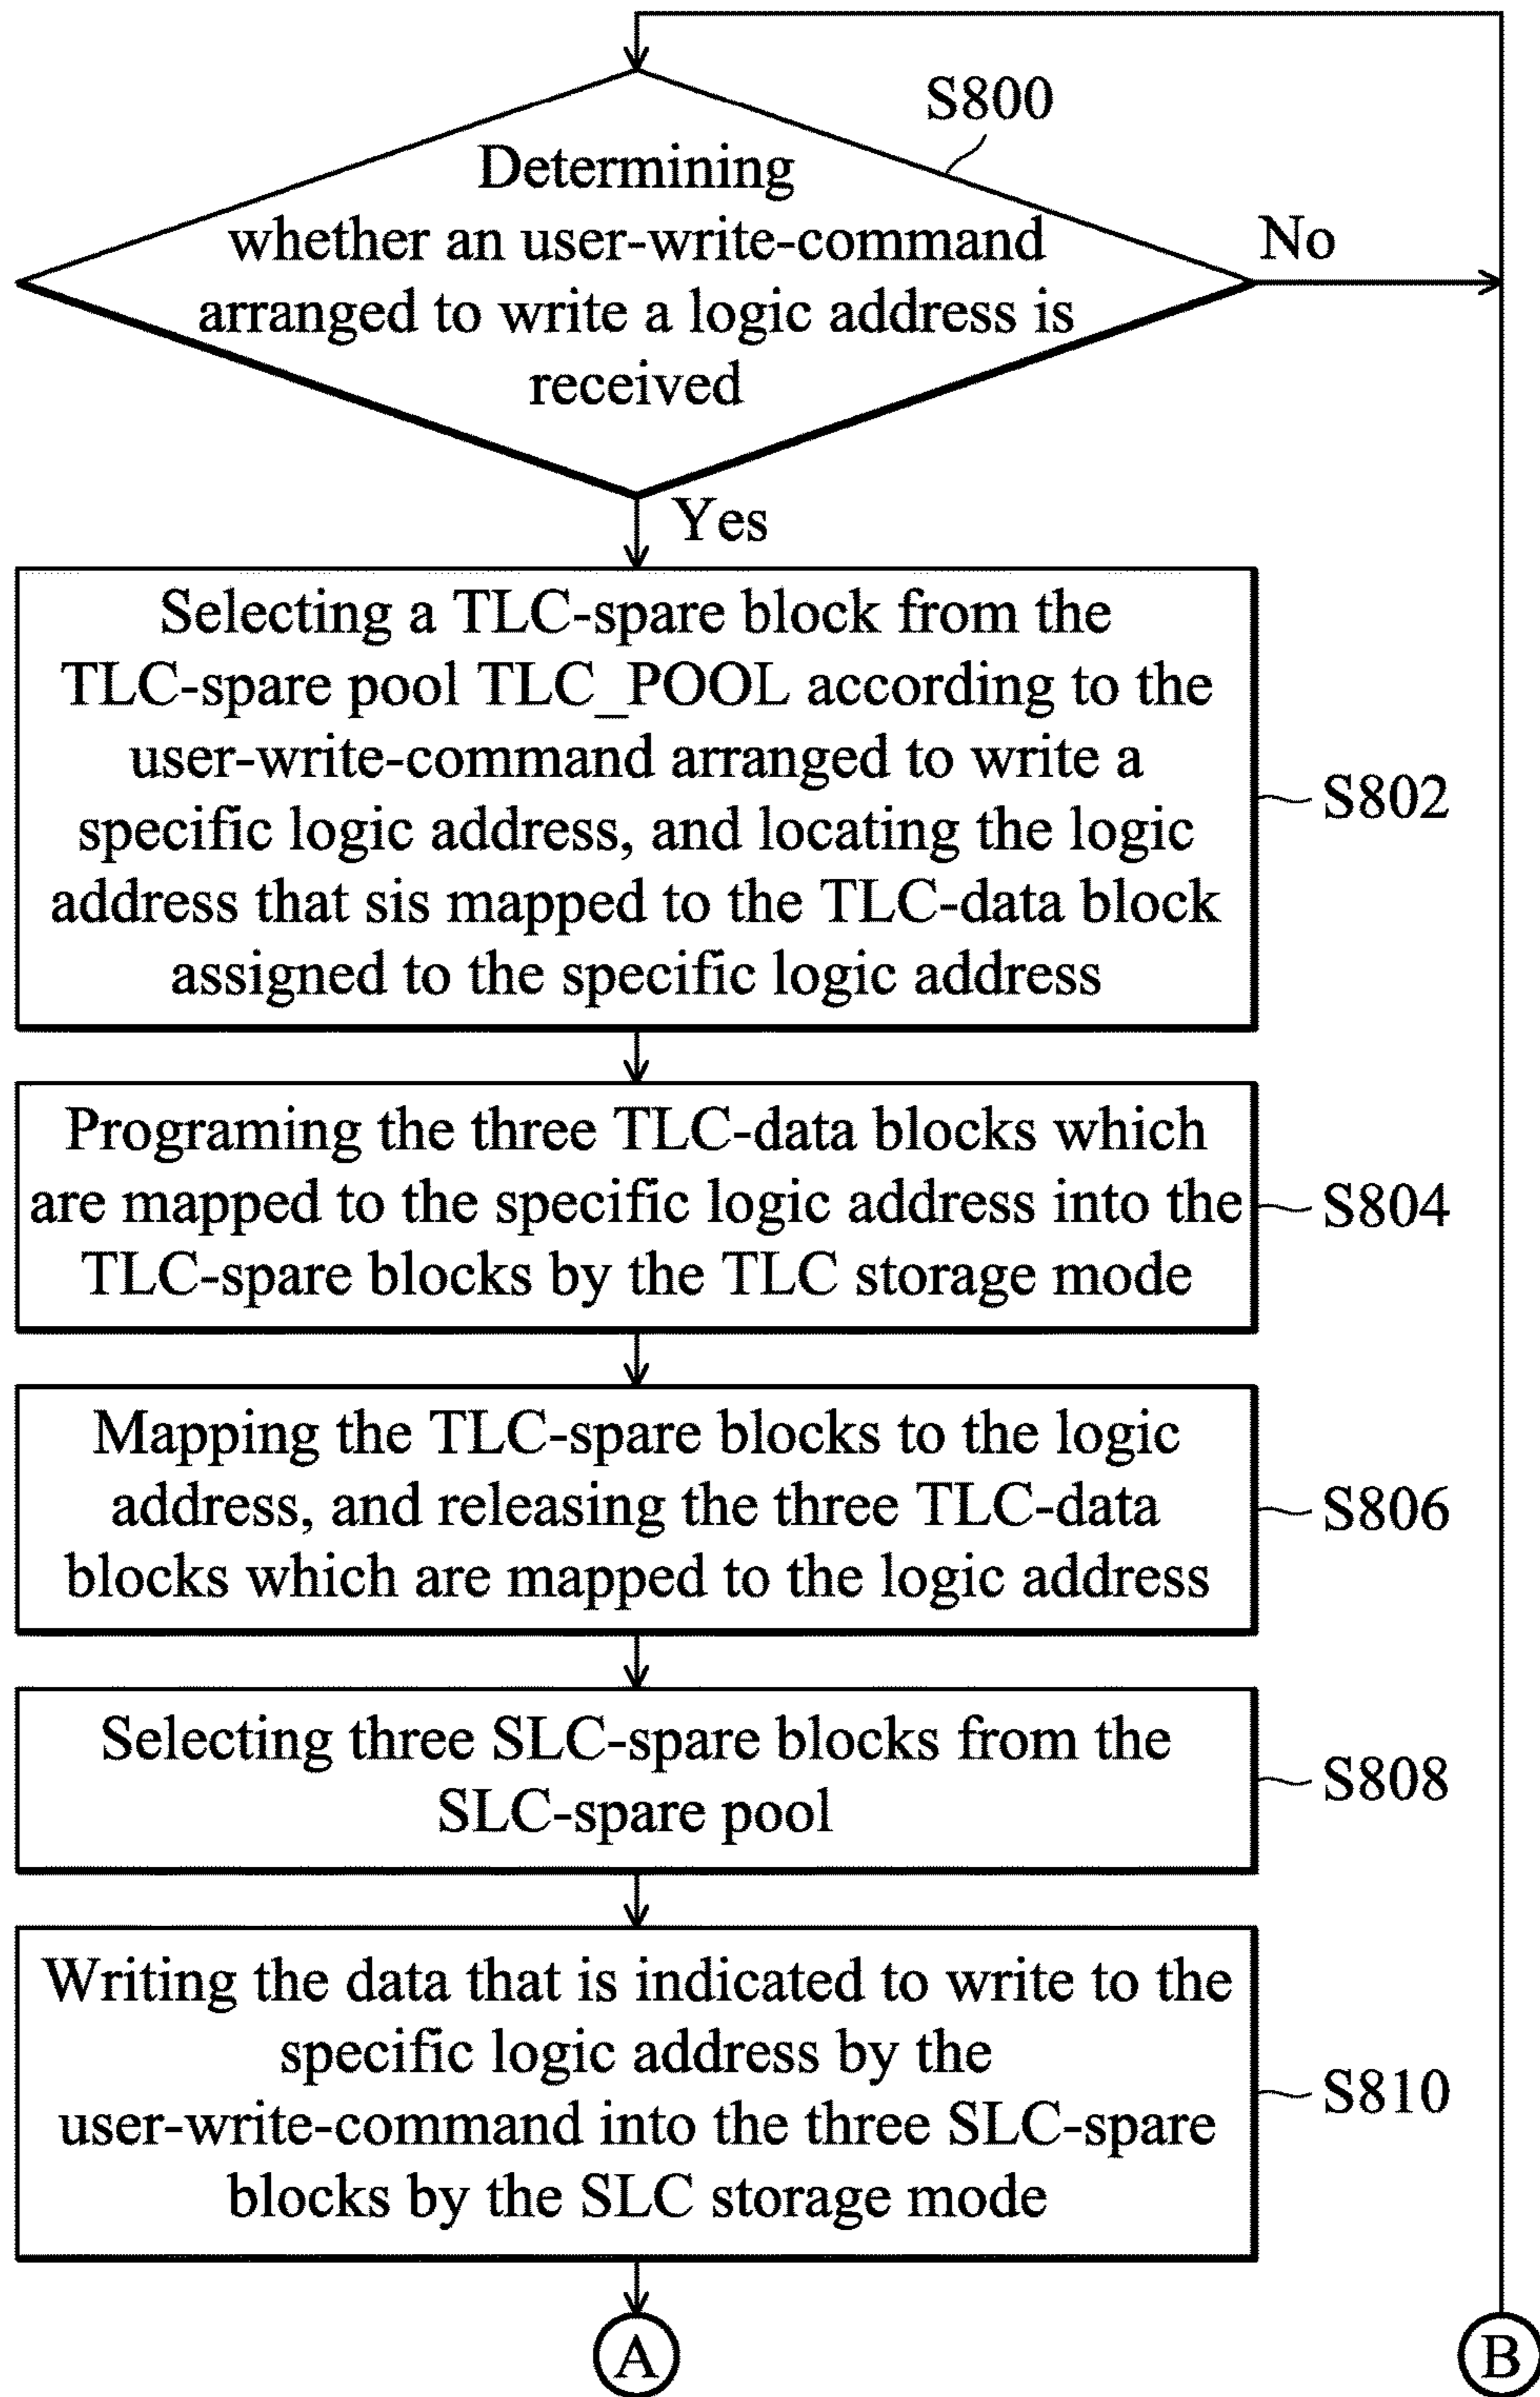 S800
Determining
whether an user-write-command
arranged to write a logic address is
received
No
Yes
Selecting a TLC-spare block from the
TLC-spare pool TLC_POOL according to the
user-write-command arranged to write a
specific logic address, and locating the logic
address that sis mapped to the TLC-data block
assigned to the specific logic address
S802
Programing the three TLC-data blocks which
are mapped to the specific logic address into the
TLC-spare blocks by the TLC storage mode
S804
Mapping the TLC-spare blocks to the logic
address, and releasing the three TLC-data
blocks which are mapped to the logic address
S806
Selecting three SLC-spare blocks from the
SLC-spare pool
S808
Writing the data that is indicated to write to the
specific logic address by the
user-write-command into the three SLC-spare
blocks by the SLC storage mode
S810
A
B